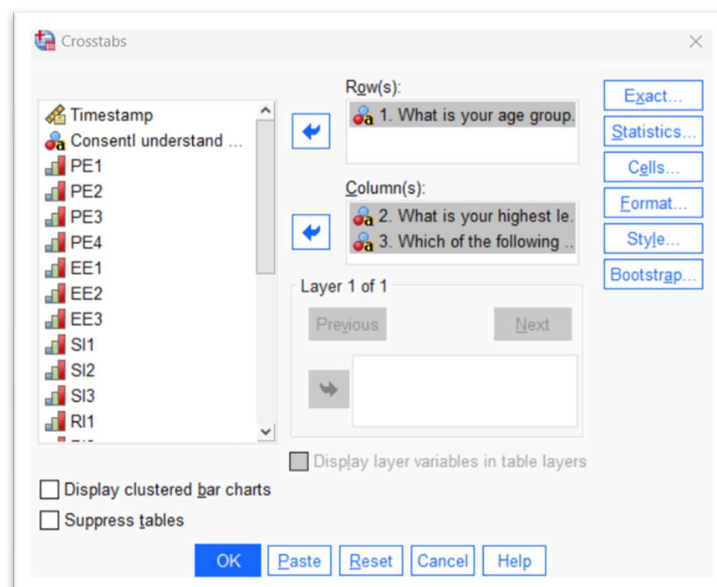 Crosstabs
Timestamp
ConsentI understand ...
PE1
PE2
PE3
PE4
EE1
EE2
EE3
SI1
SI2
SI3
RI1
Row(s):
1. What is your age group.
Column(s):
2. What is your highest le.
3. Which of the following ..
Layer 1 of 1
Previous
Next
Display layer variables in table layers
Exact...
Statistics...
Cells...
Format...
Style...
Bootstrap...
Display clustered bar charts
Suppress tables
OK
Paste
Reset
Cancel
Help